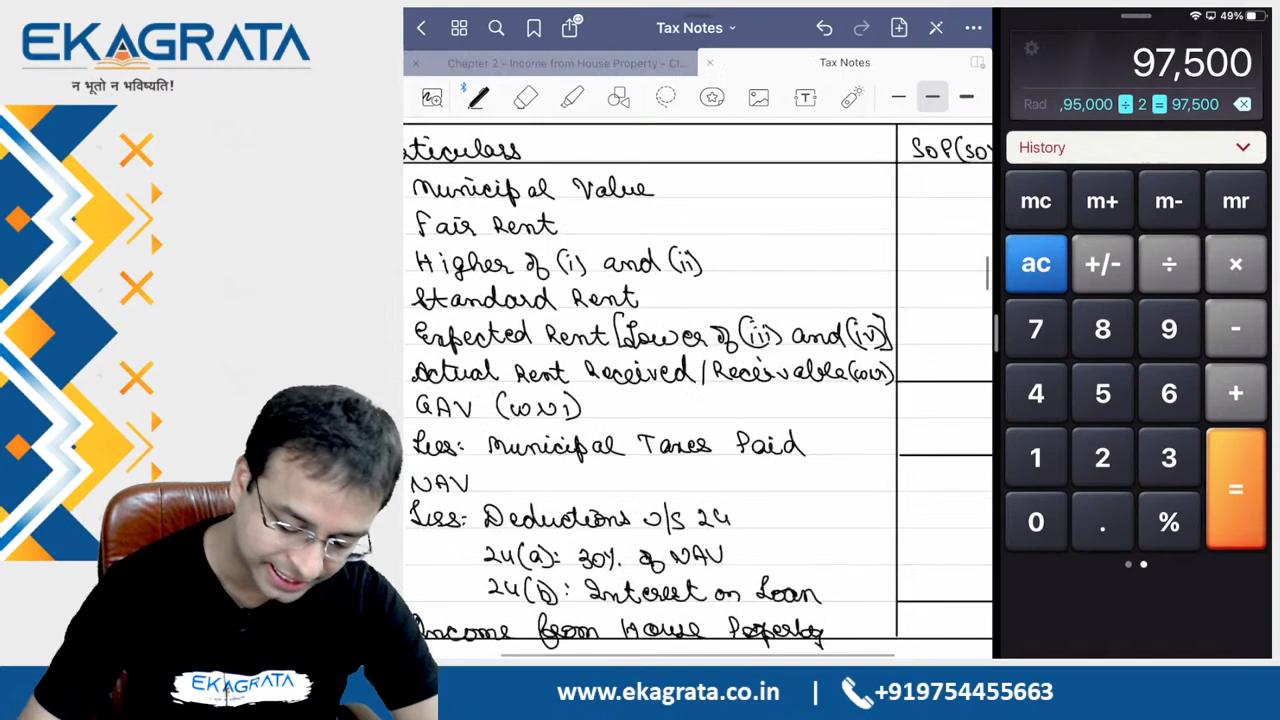 EKAGRATA
न भूतो न भविष्यति!
Tax Notes
Chapter 2 - Income from House Property - Cl...
Tax Notes
ticulars
SOP(50%
Municipal Value
Fair Rent
Higher of (i) and (ii)
Standard Rent
Expected Rent [Lower of (iii) and (iv)]
Actual Rent Received/Receivable
GAV
Less: Municipal Taxes Paid
NAV
Less: Deductions u/s 24
24(a): 30% of NAV
24(b): Interest on Loan
Income from House Property
49%
97,500
Rad ,95,000 ÷ 2 = 97,500
History
mc m+ m- mr
ac +/- ÷ ×
7 8 9 -
4 5 6 +
1 2 3 =
0 . %
EKAGRATA
www.ekagrata.co.in | +919754455663